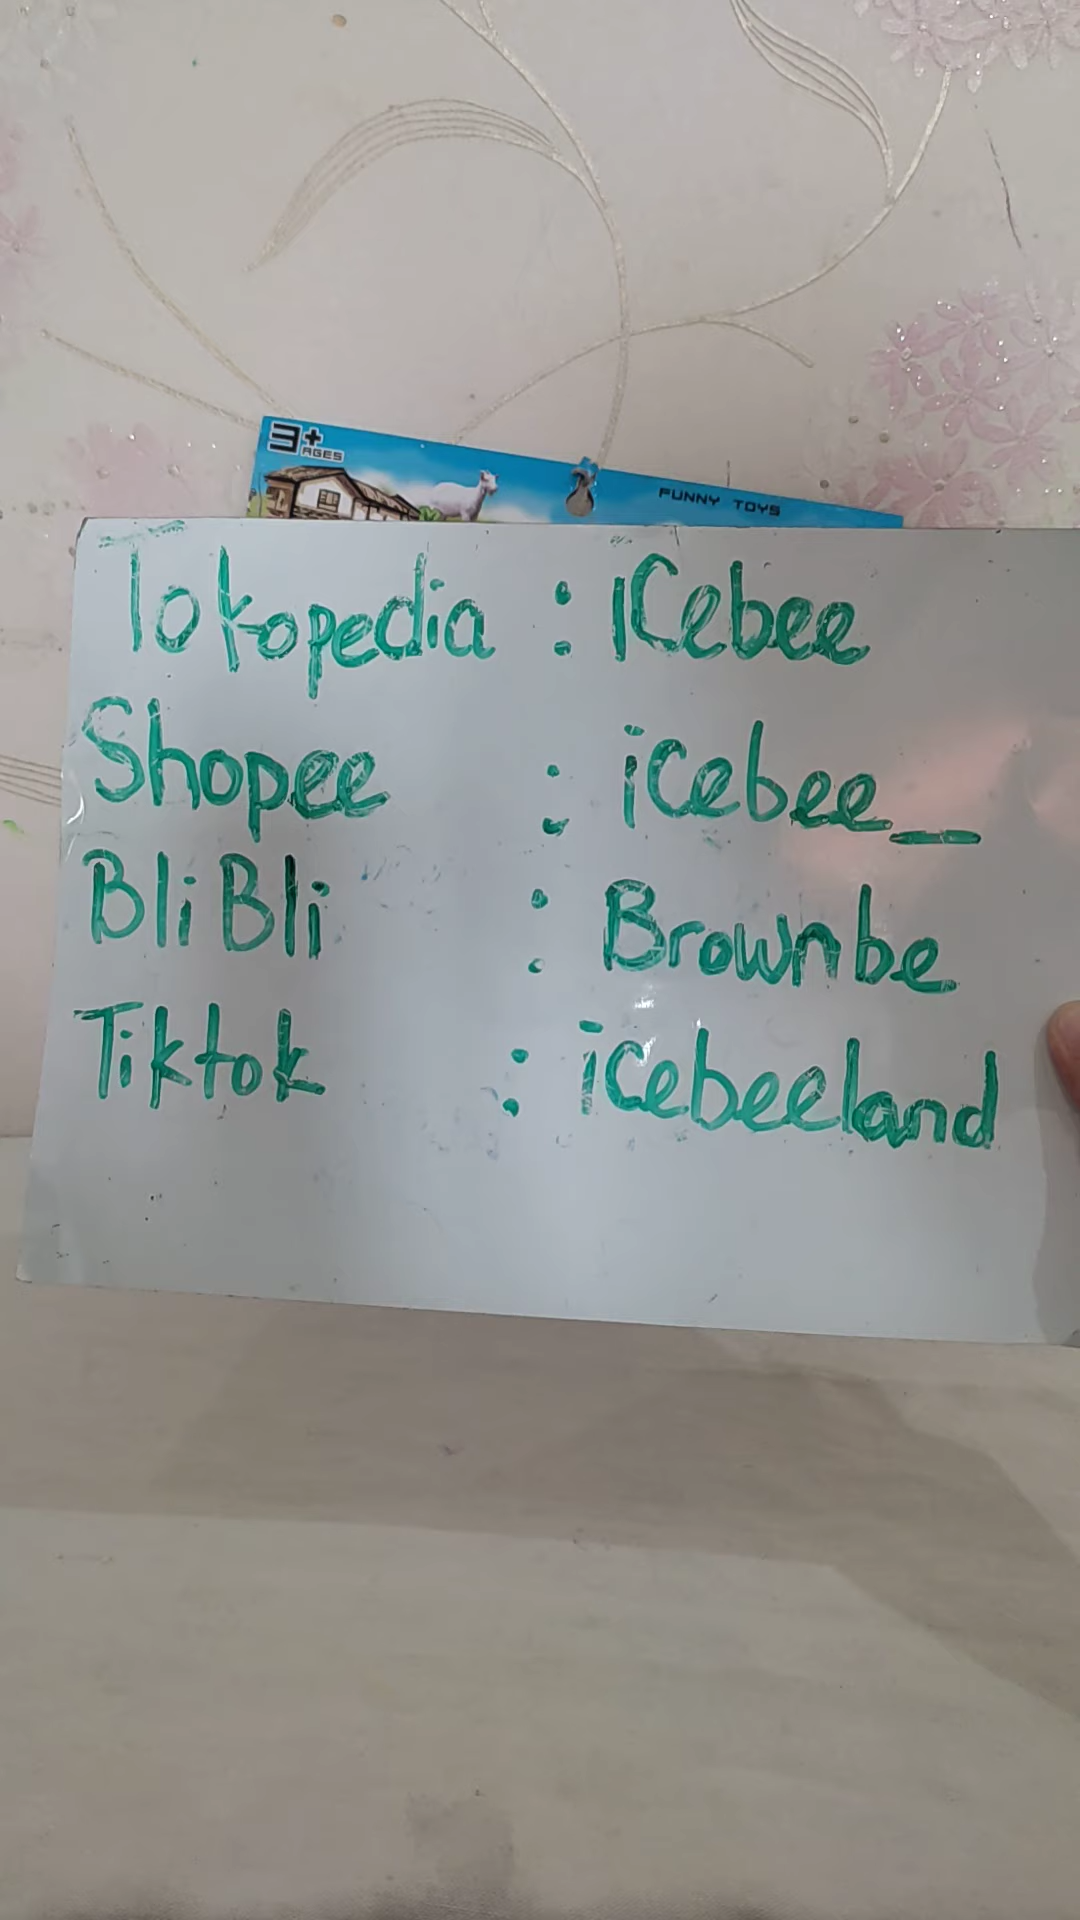 3+
AGES
FUNNY TOYS
Tokopedia : iCebee
Shopee : icebee_
BliBli : Brownbe
Tiktok : icebeeland